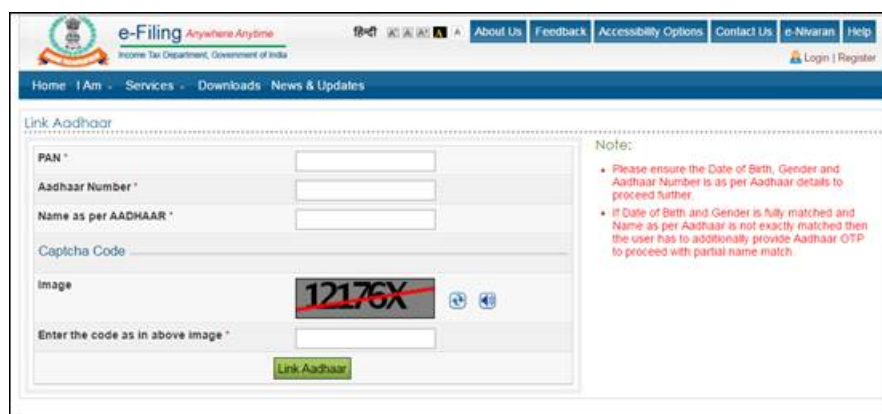 e-Filing Anywhere Anytime
Income Tax Department, Government of India
हिन्दी A A A+ A A About Us Feedback Accessibility Options Contact Us e-Nivaran Help
Login | Register
Home I Am Services Downloads News & Updates
Link Aadhaar
PAN *
Aadhaar Number *
Name as per AADHAAR *
Captcha Code
Image
12176X
Enter the code as in above image *
Link Aadhaar
Note:
Please ensure the Date of Birth, Gender and
Aadhaar Number is as per Aadhaar details to
proceed further.
If Date of Birth and Gender is fully matched and
Name as per Aadhaar is not exactly matched then
the user has to additionally provide Aadhaar OTP
to proceed with partial name match.